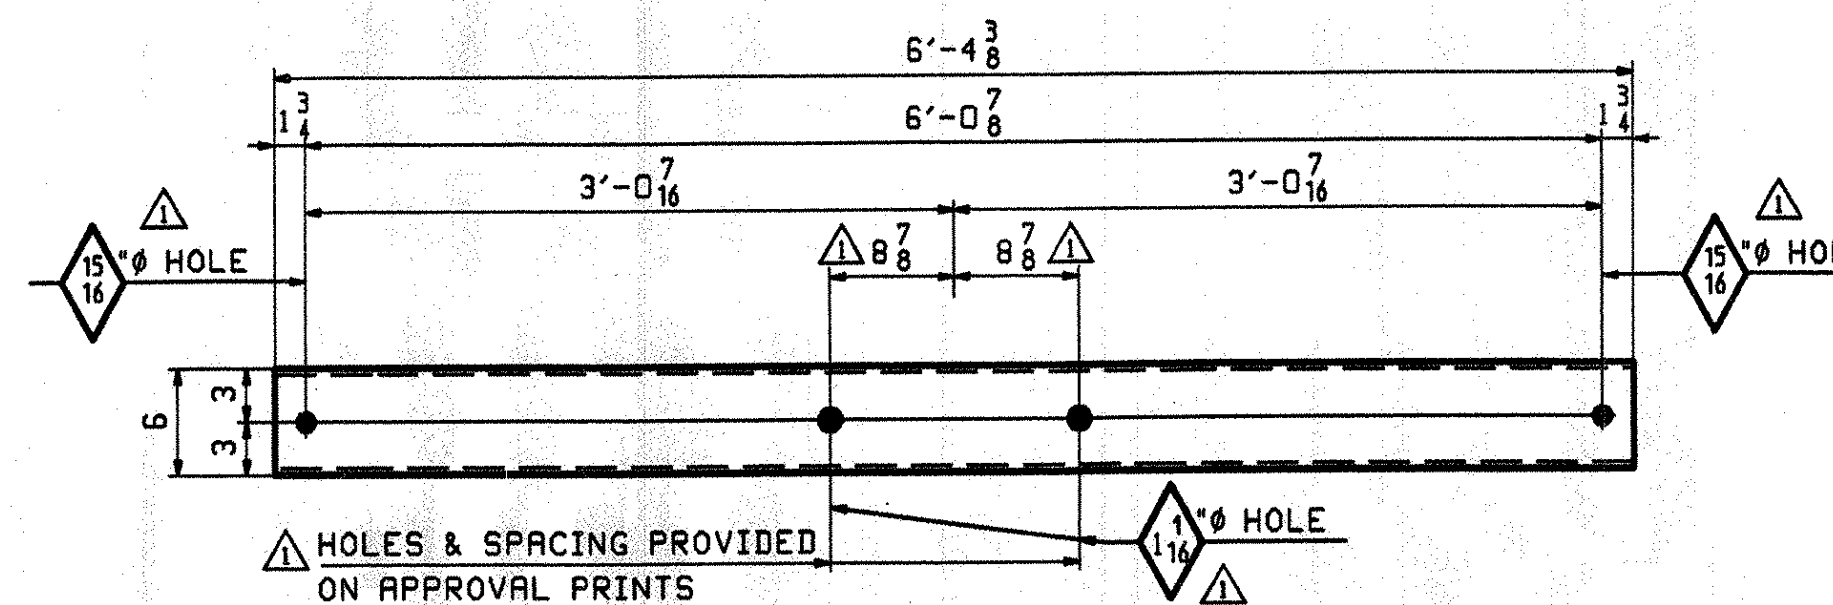 6'-4 3/8
1 3/4 6'-0 7/8 1 3/4
3'-0 7/16 3'-0 7/16
1 1 8 7/8 8 7/8 1 1
15/16 "Ø HOLE 15/16 "Ø HOL
6 3
3
1 HOLES & SPACING PROVIDED
ON APPROVAL PRINTS
1 1/16 "Ø HOLE
1